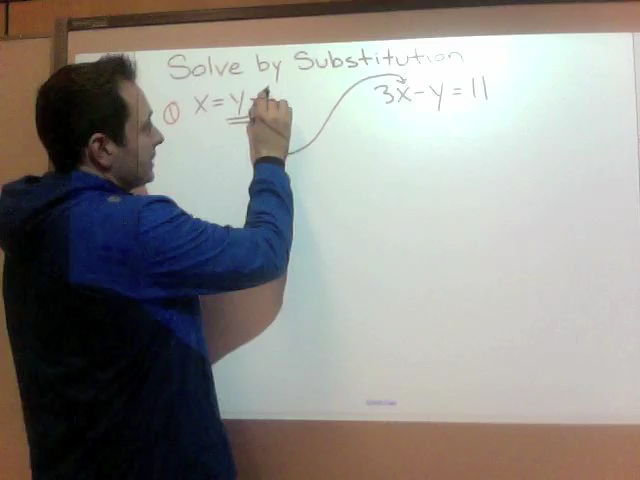 Solve by Substitution
① x = y
3x - y = 11